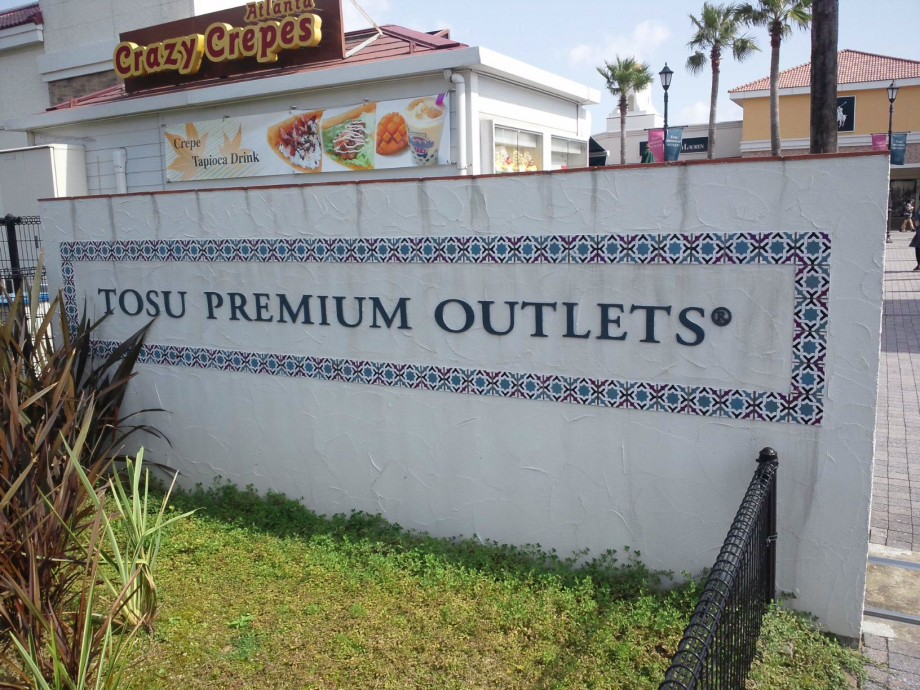 Atlanta
Crazy Crepes
Crepe
Tapioca Drink
TOSU PREMIUM OUTLETS®